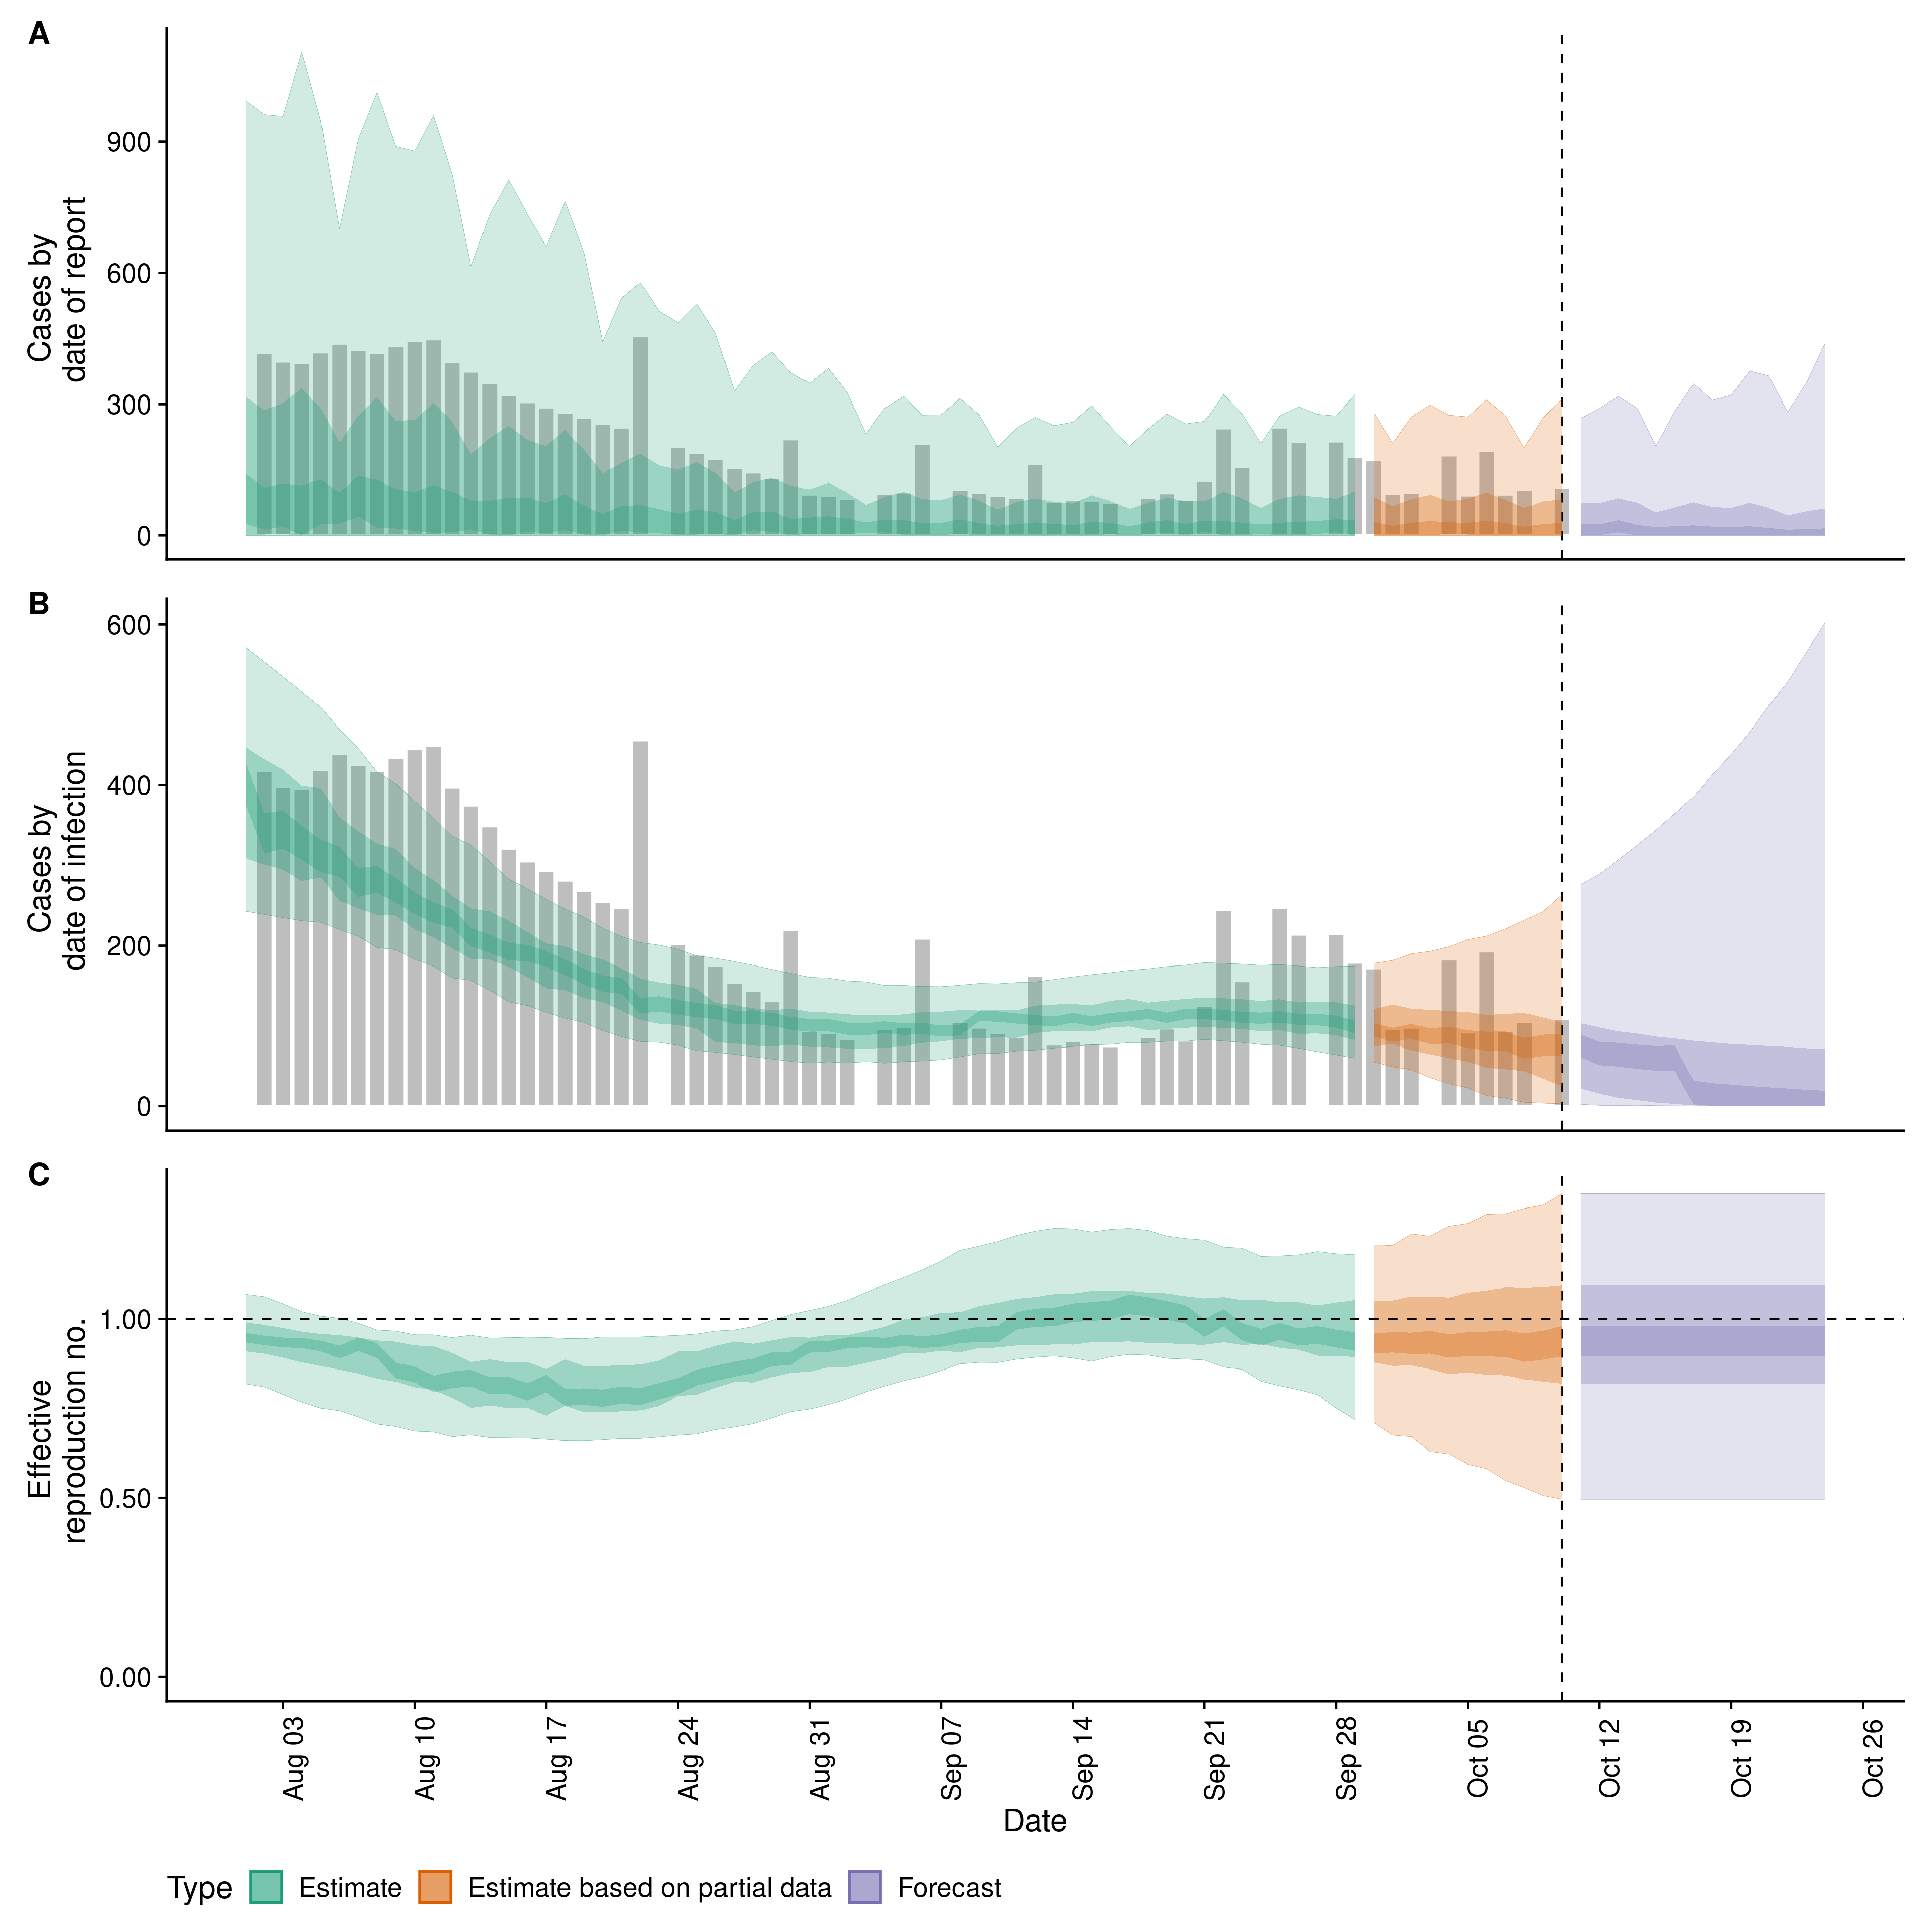 A
Cases by
date of report
900
600
300
0
B
Cases by
date of infection
600
400
200
0
C
Effective
reproduction no.
1.00
0.50
0.00
Aug 03
Aug 10
Aug 17
Aug 24
Aug 31
Sep 07
Sep 14
Sep 21
Sep 28
Oct 05
Oct 12
Oct 19
Oct 26
Date
Type Estimate Estimate based on partial data Forecast